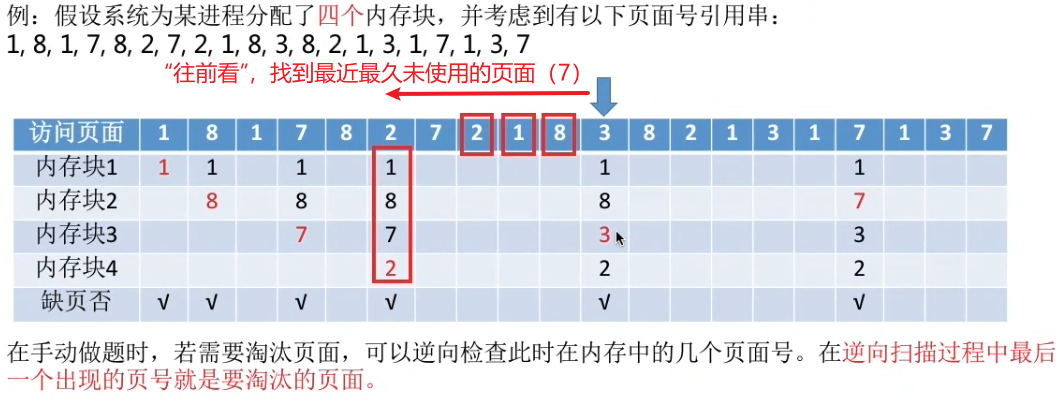 例：假设系统为某进程分配了四个内存块，并考虑到有以下页面号引用串：
1, 8, 1, 7, 8, 2, 7, 2, 1, 8, 3, 8, 2, 1, 3, 1, 7, 1, 3, 7
“往前看”，找到最近最久未使用的页面（7）
访问页面 1 8 1 7 8 2 7 2 1 8 3 8 2 1 3 1 7 1 3 7
内存块1 1 1 1 1 1 1
内存块2 8 8 8 8 7
内存块3 7 7 3 3
内存块4 2 2 2
缺页否 √ √ √ √ √ √
在手动做题时，若需要淘汰页面，可以逆向检查此时在内存中的几个页面号。在逆向扫描过程中最后
一个出现的页号就是要淘汰的页面。